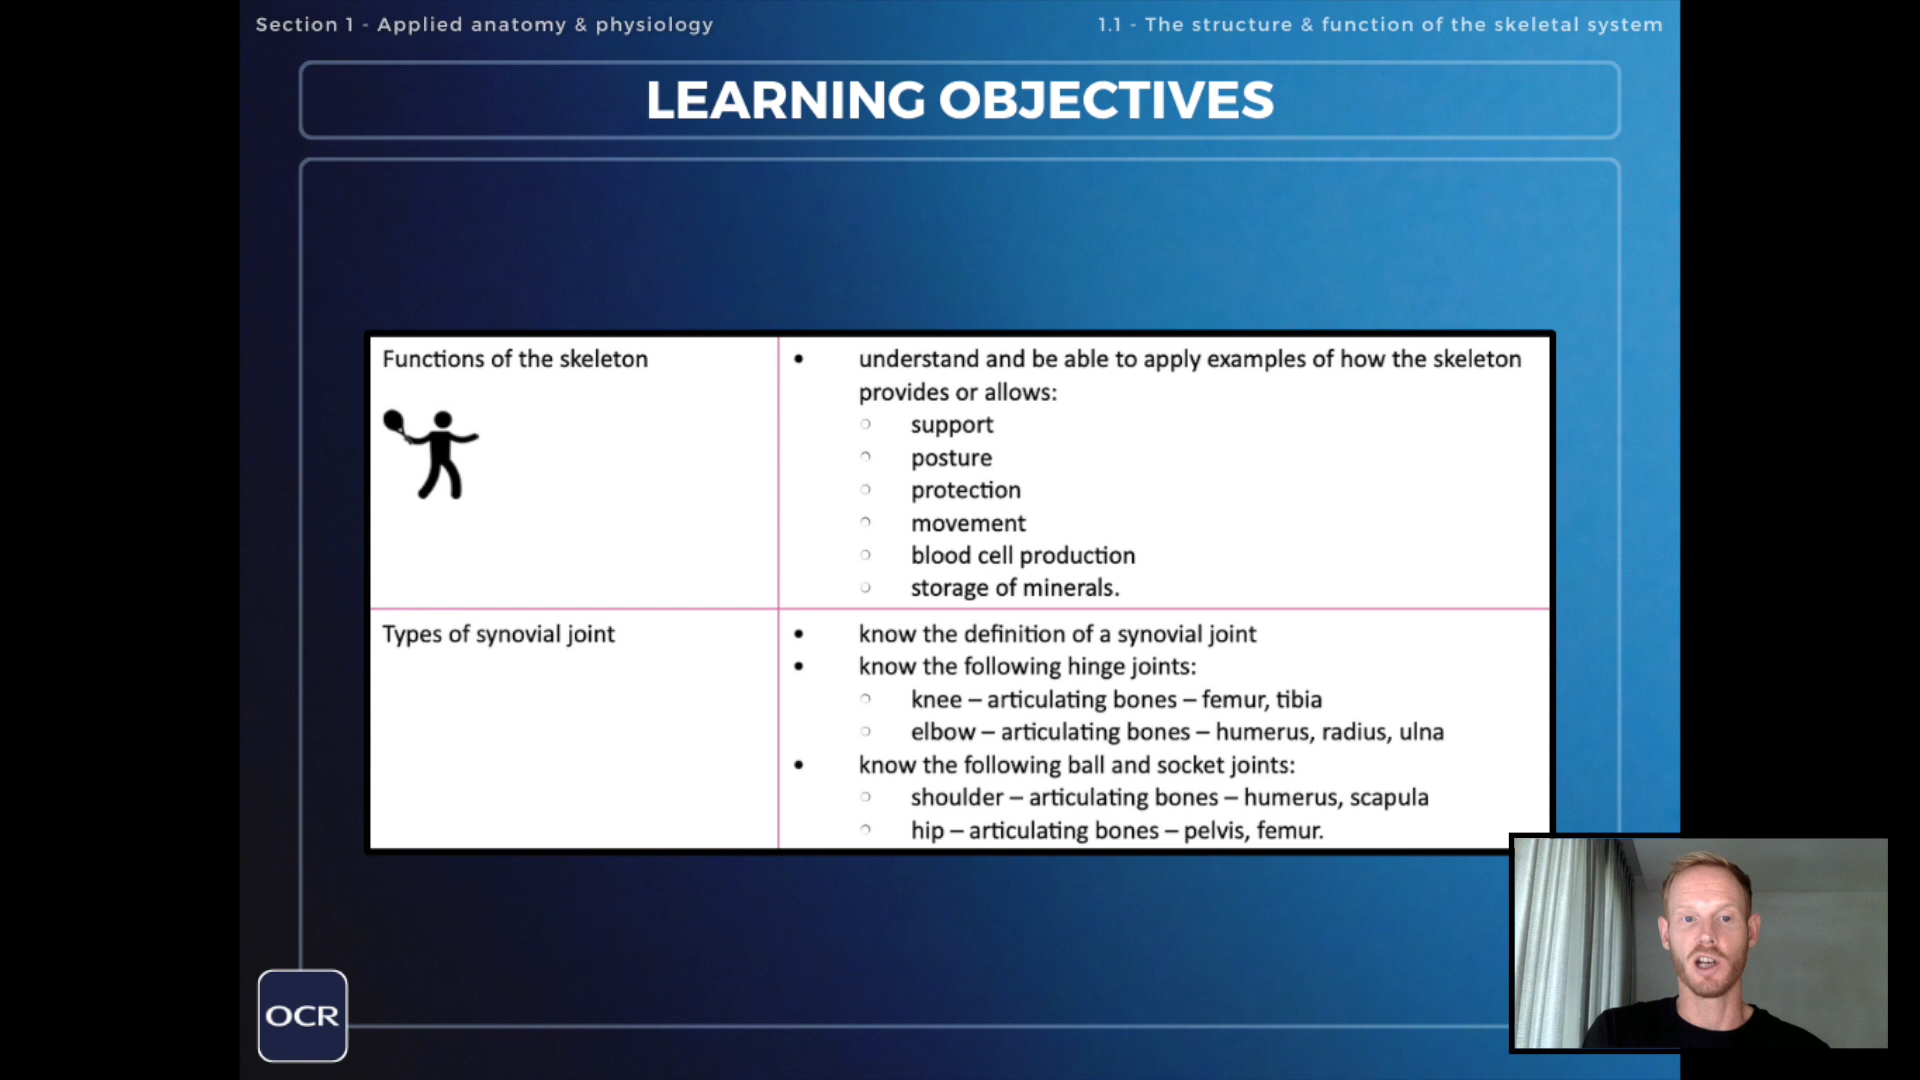 Section 1 - Applied anatomy & physiology
1.1 - The structure & function of the skeletal system
LEARNING OBJECTIVES
Functions of the skeleton
• understand and be able to apply examples of how the skeleton
provides or allows:
○ support
○ posture
○ protection
○ movement
○ blood cell production
○ storage of minerals.
Types of synovial joint
• know the definition of a synovial joint
• know the following hinge joints:
○ knee – articulating bones – femur, tibia
○ elbow – articulating bones – humerus, radius, ulna
• know the following ball and socket joints:
○ shoulder – articulating bones – humerus, scapula
○ hip – articulating bones – pelvis, femur.
OCR